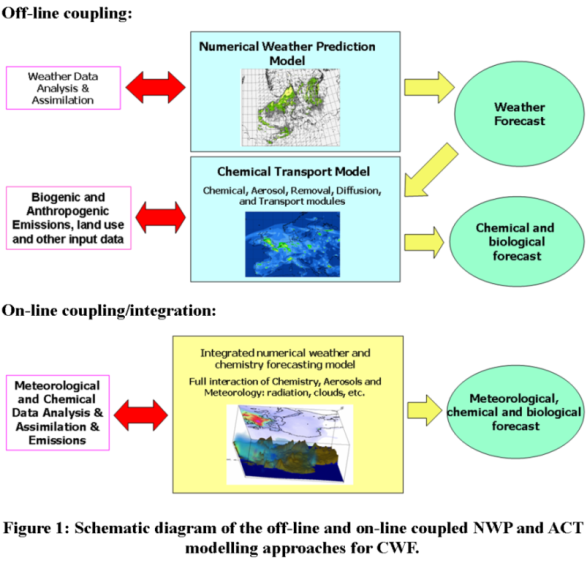 Off-line coupling:
Numerical Weather Prediction
Model
Weather Data
Analysis &
Assimilation
Weather
Forecast
Chemical Transport Model
Chemical, Aerosol, Removal, Diffusion,
and Transport modules
Biogenic and
Anthropogenic
Emissions, land use
and other input data
Chemical and
biological
forecast
On-line coupling/integration:
Integrated numerical weather and
chemistry forecasting model
Full interaction of Chemistry, Aerosols and
Meteorology: radiation, clouds, etc.
Meteorological
and Chemical
Data Analysis &
Assimilation &
Emissions
Meteorological,
chemical and biological
forecast
Figure 1: Schematic diagram of the off-line and on-line coupled NWP and ACT
modelling approaches for CWF.